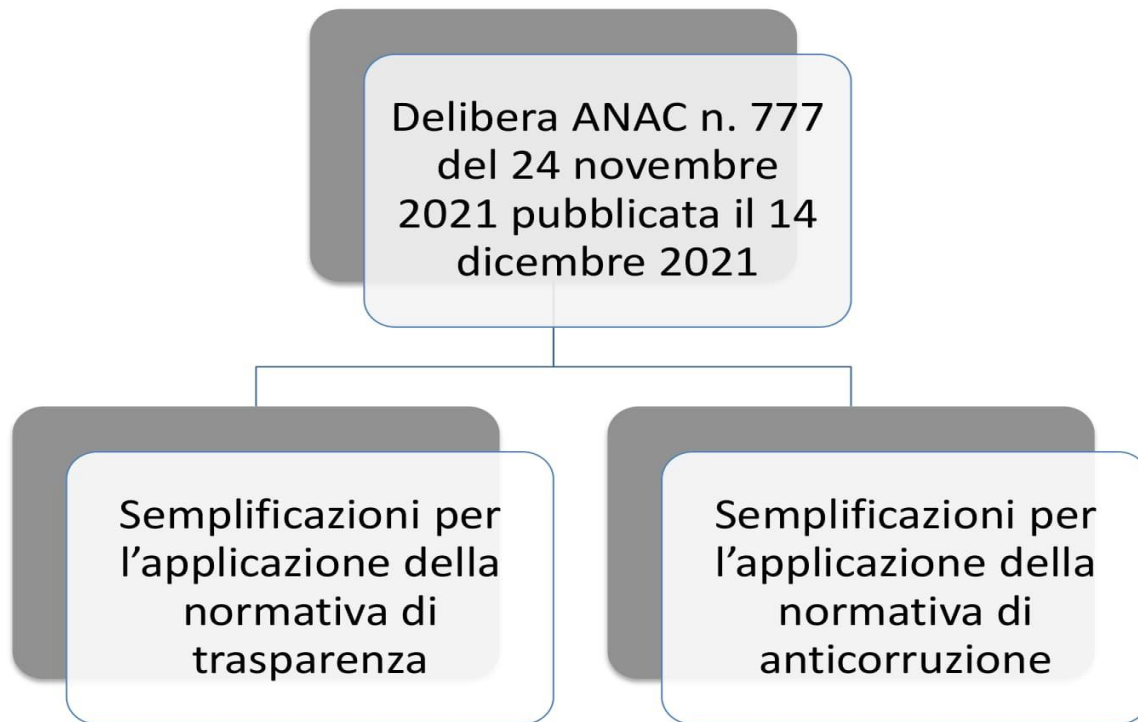 Delibera ANAC n. 777
del 24 novembre
2021 pubblicata il 14
dicembre 2021
Semplificazioni per
l’applicazione della
normativa di
trasparenza
Semplificazioni per
l’applicazione della
normativa di
anticorruzione